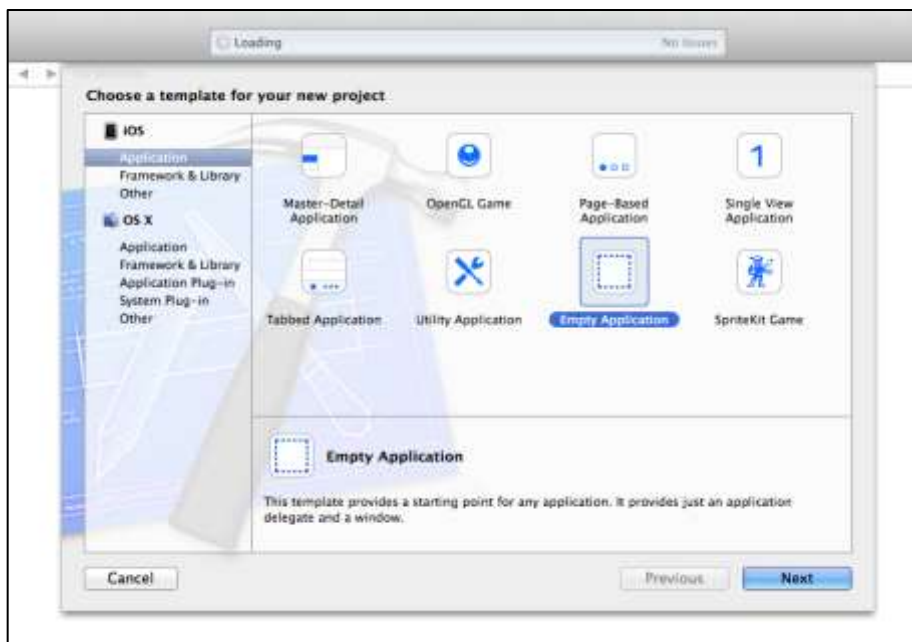 Loading
No Issues
Choose a template for your new project
iOS
Application
Framework & Library
Other
OS X
Application
Framework & Library
Application Plug-in
System Plug-in
Other
Master-Detail
Application
OpenGL Game
Page-Based
Application
1
Single View
Application
Tabbed Application
Utility Application
Empty Application
SpriteKit Game
Empty Application
This template provides a starting point for any application. It provides just an application
delegate and a window.
Cancel
Previous
Next